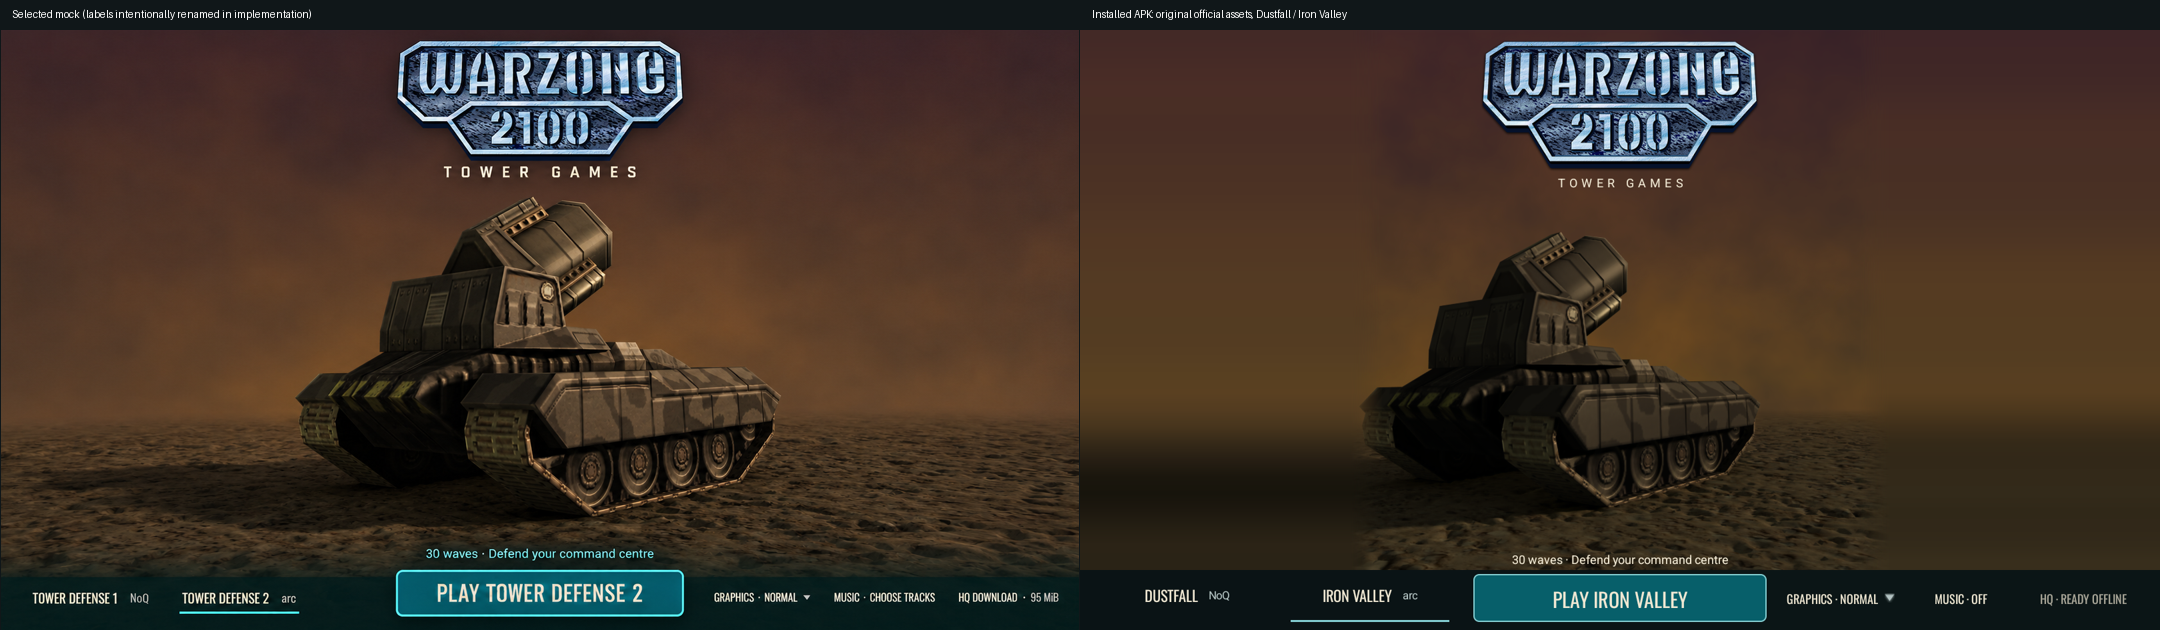 Selected mock (labels intentionally renamed in implementation)
WARZONE
2100
TOWER GAMES
30 waves · Defend your command centre
TOWER DEFENSE 1 NoQ TOWER DEFENSE 2 arc PLAY TOWER DEFENSE 2 GRAPHICS · NORMAL MUSIC · CHOOSE TRACKS HQ DOWNLOAD · 95 MiB
Installed APK: original official assets, Dustfall / Iron Valley
WARZONE
2100
TOWER GAMES
30 waves · Defend your command centre
DUSTFALL NoQ IRON VALLEY arc PLAY IRON VALLEY GRAPHICS · NORMAL MUSIC · OFF HQ · READY OFFLINE